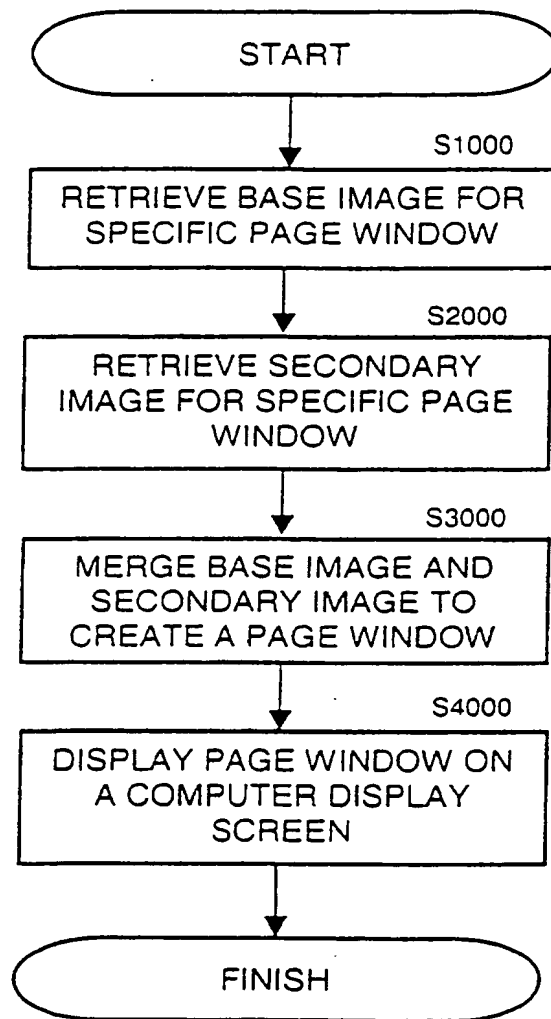 START
S1000
RETRIEVE BASE IMAGE FOR
SPECIFIC PAGE WINDOW
S2000
RETRIEVE SECONDARY
IMAGE FOR SPECIFIC PAGE
WINDOW
S3000
MERGE BASE IMAGE AND
SECONDARY IMAGE TO
CREATE A PAGE WINDOW
S4000
DISPLAY PAGE WINDOW ON
A COMPUTER DISPLAY
SCREEN
FINISH